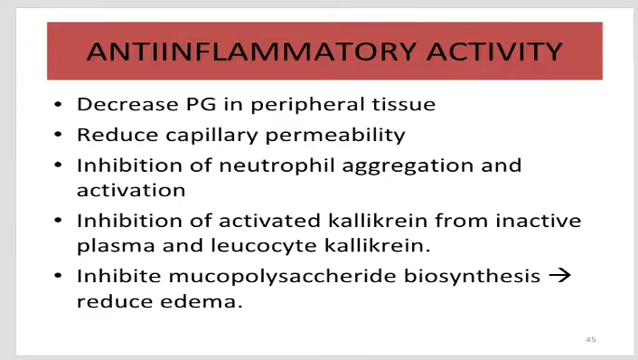 ANTIINFLAMMATORY ACTIVITY
• Decrease PG in peripheral tissue
• Reduce capillary permeability
• Inhibition of neutrophil aggregation and
activation
• Inhibition of activated kallikrein from inactive
plasma and leucocyte kallikrein.
• Inhibite mucopolysaccheride biosynthesis →
reduce edema.
45